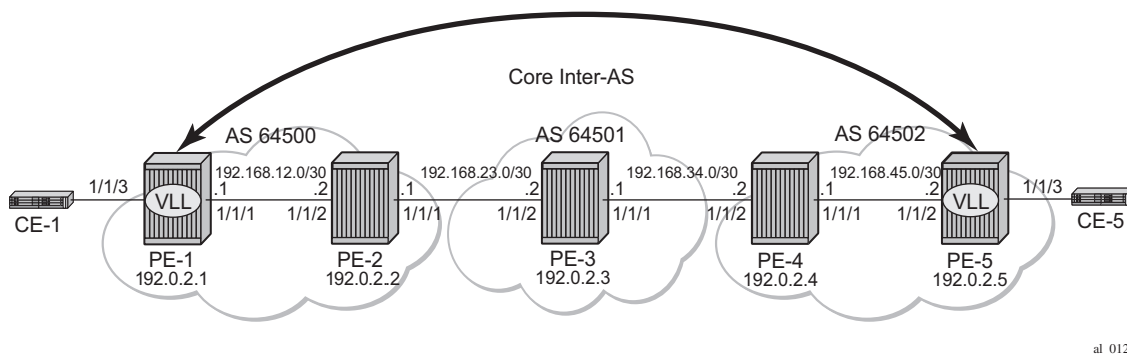 Core Inter-AS
AS 64500
AS 64501
AS 64502
192.168.12.0/30
192.168.23.0/30
192.168.34.0/30
192.168.45.0/30
1/1/3
VLL
.1
.2
.1
.2
.1
.2
.1
.2
VLL
1/1/3
CE-1
1/1/1
1/1/2
1/1/1
1/1/2
1/1/1
1/1/2
1/1/1
1/1/2
CE-5
PE-1
PE-2
PE-3
PE-4
PE-5
192.0.2.1
192.0.2.2
192.0.2.3
192.0.2.4
192.0.2.5
al_012